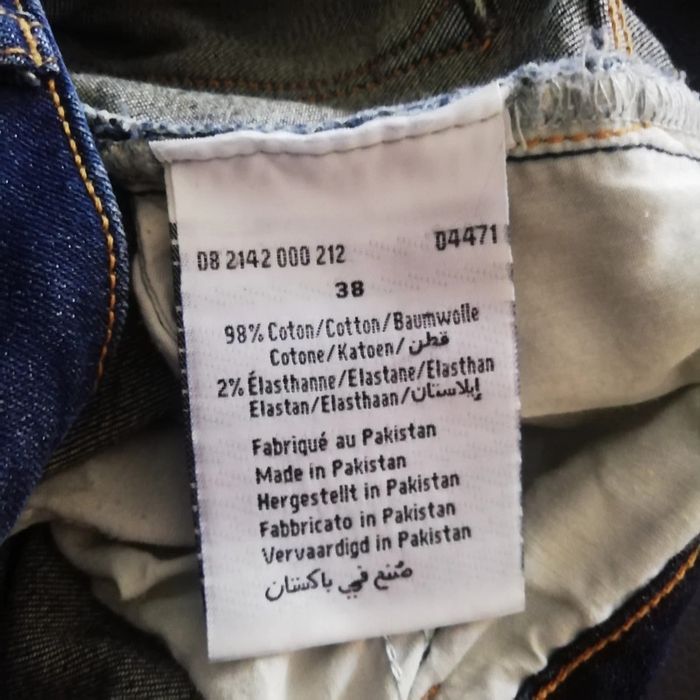 08 2142 000 212 04471
38
98% Coton/Cotton/Baumwolle
Cotone/Katoen/قطن
2% Élasthanne/Elastane/Elasthan
Elastan/Elasthaan/إيلاستان
Fabriqué au Pakistan
Made in Pakistan
Hergestellt in Pakistan
Fabbricato in Pakistan
Vervaardigd in Pakistan
صُنع في باكستان